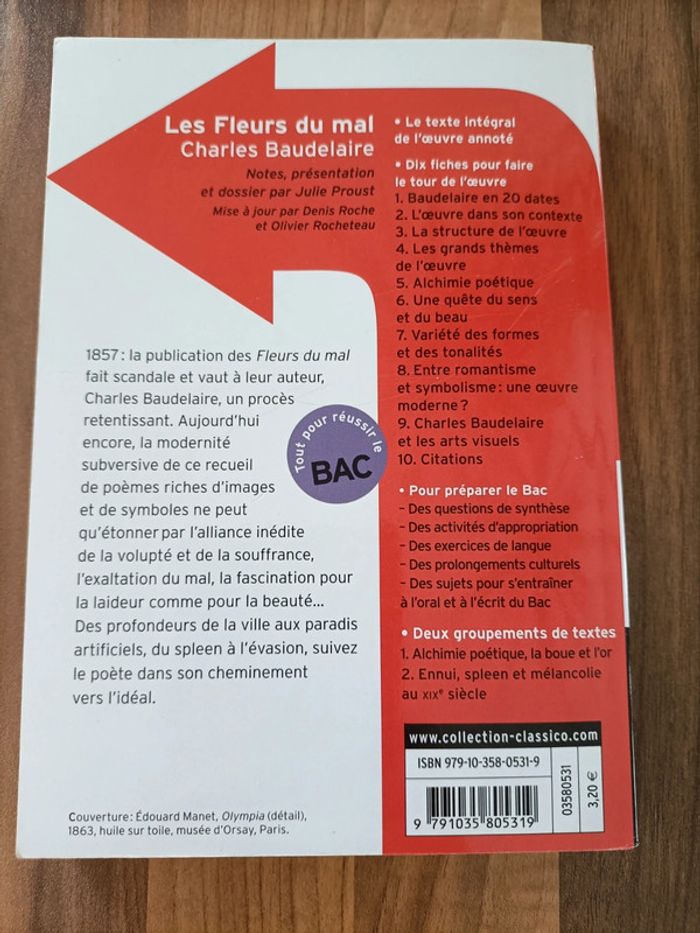 Les Fleurs du mal
Charles Baudelaire
Notes, présentation
et dossier par Julie Proust
Mise à jour par Denis Roche
et Olivier Rocheteau
1857 : la publication des Fleurs du mal
fait scandale et vaut à leur auteur,
Charles Baudelaire, un procès
retentissant. Aujourd'hui
encore, la modernité
subversive de ce recueil
de poèmes riches d'images
et de symboles ne peut
qu'étonner par l'alliance inédite
de la volupté et de la souffrance,
l'exaltation du mal, la fascination pour
la laideur comme pour la beauté...
Des profondeurs de la ville aux paradis
artificiels, du spleen à l'évasion, suivez
le poète dans son cheminement
vers l'idéal.
Tout pour réussir le
BAC
Couverture : Édouard Manet, Olympia (détail),
1863, huile sur toile, musée d'Orsay, Paris.
• Le texte intégral
de l'œuvre annoté
• Dix fiches pour faire
le tour de l'œuvre
1. Baudelaire en 20 dates
2. L'œuvre dans son contexte
3. La structure de l'œuvre
4. Les grands thèmes
de l'œuvre
5. Alchimie poétique
6. Une quête du sens
et du beau
7. Variété des formes
et des tonalités
8. Entre romantisme
et symbolisme : une œuvre
moderne ?
9. Charles Baudelaire
et les arts visuels
10. Citations
• Pour préparer le Bac
– Des questions de synthèse
– Des activités d'appropriation
– Des exercices de langue
– Des prolongements culturels
– Des sujets pour s'entraîner
à l'oral et à l'écrit du Bac
• Deux groupements de textes
1. Alchimie poétique, la boue et l'or
2. Ennui, spleen et mélancolie
au XIXe siècle
www.collection-classico.com
ISBN 979-10-358-0531-9
9 791035 805319
03580531
3,20 €